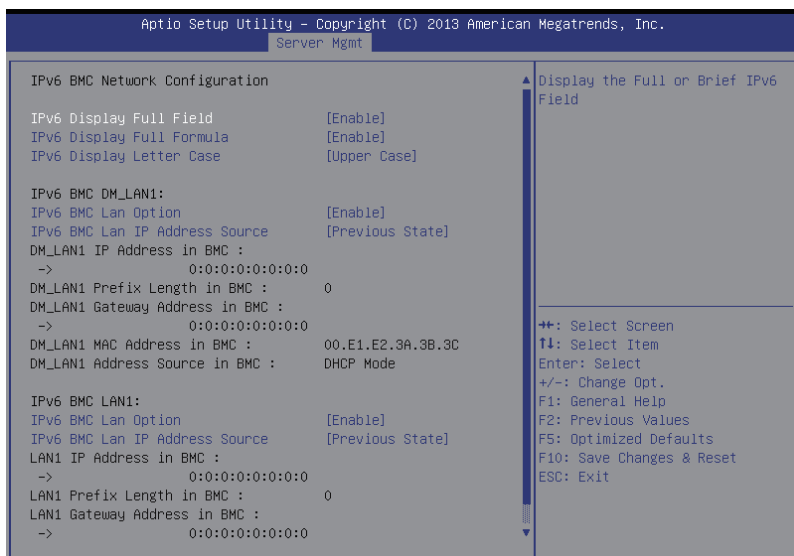 Aptio Setup Utility – Copyright (C) 2013 American Megatrends, Inc.
Server Mgmt
IPv6 BMC Network Configuration
IPv6 Display Full Field [Enable]
IPv6 Display Full Formula [Enable]
IPv6 Display Letter Case [Upper Case]
IPv6 BMC DM_LAN1:
IPv6 BMC Lan Option [Enable]
IPv6 BMC Lan IP Address Source [Previous State]
DM_LAN1 IP Address in BMC :
-> 0:0:0:0:0:0:0:0
DM_LAN1 Prefix Length in BMC : 0
DM_LAN1 Gateway Address in BMC :
-> 0:0:0:0:0:0:0:0
DM_LAN1 MAC Address in BMC : 00.E1.E2.3A.3B.3C
DM_LAN1 Address Source in BMC : DHCP Mode
IPv6 BMC LAN1:
IPv6 BMC Lan Option [Enable]
IPv6 BMC Lan IP Address Source [Previous State]
LAN1 IP Address in BMC :
-> 0:0:0:0:0:0:0:0
LAN1 Prefix Length in BMC : 0
LAN1 Gateway Address in BMC :
-> 0:0:0:0:0:0:0:0
Display the Full or Brief IPv6
Field
→←: Select Screen
↑↓: Select Item
Enter: Select
+/-: Change Opt.
F1: General Help
F2: Previous Values
F5: Optimized Defaults
F10: Save Changes & Reset
ESC: Exit